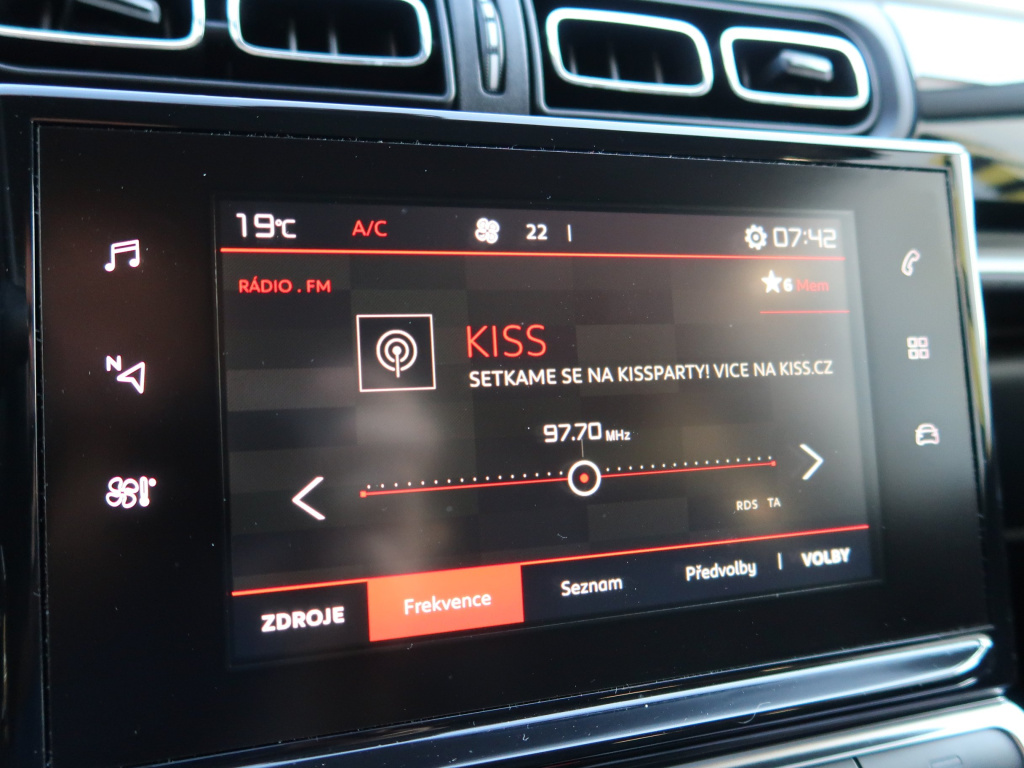 19°C A/C 22 07:42
RÁDIO . FM 6 Mem
KISS
SETKAME SE NA KISSPARTY! VICE NA KISS.CZ
97.70 MHz
N
RDS TA
ZDROJE Frekvence Seznam Předvolby VOLBY